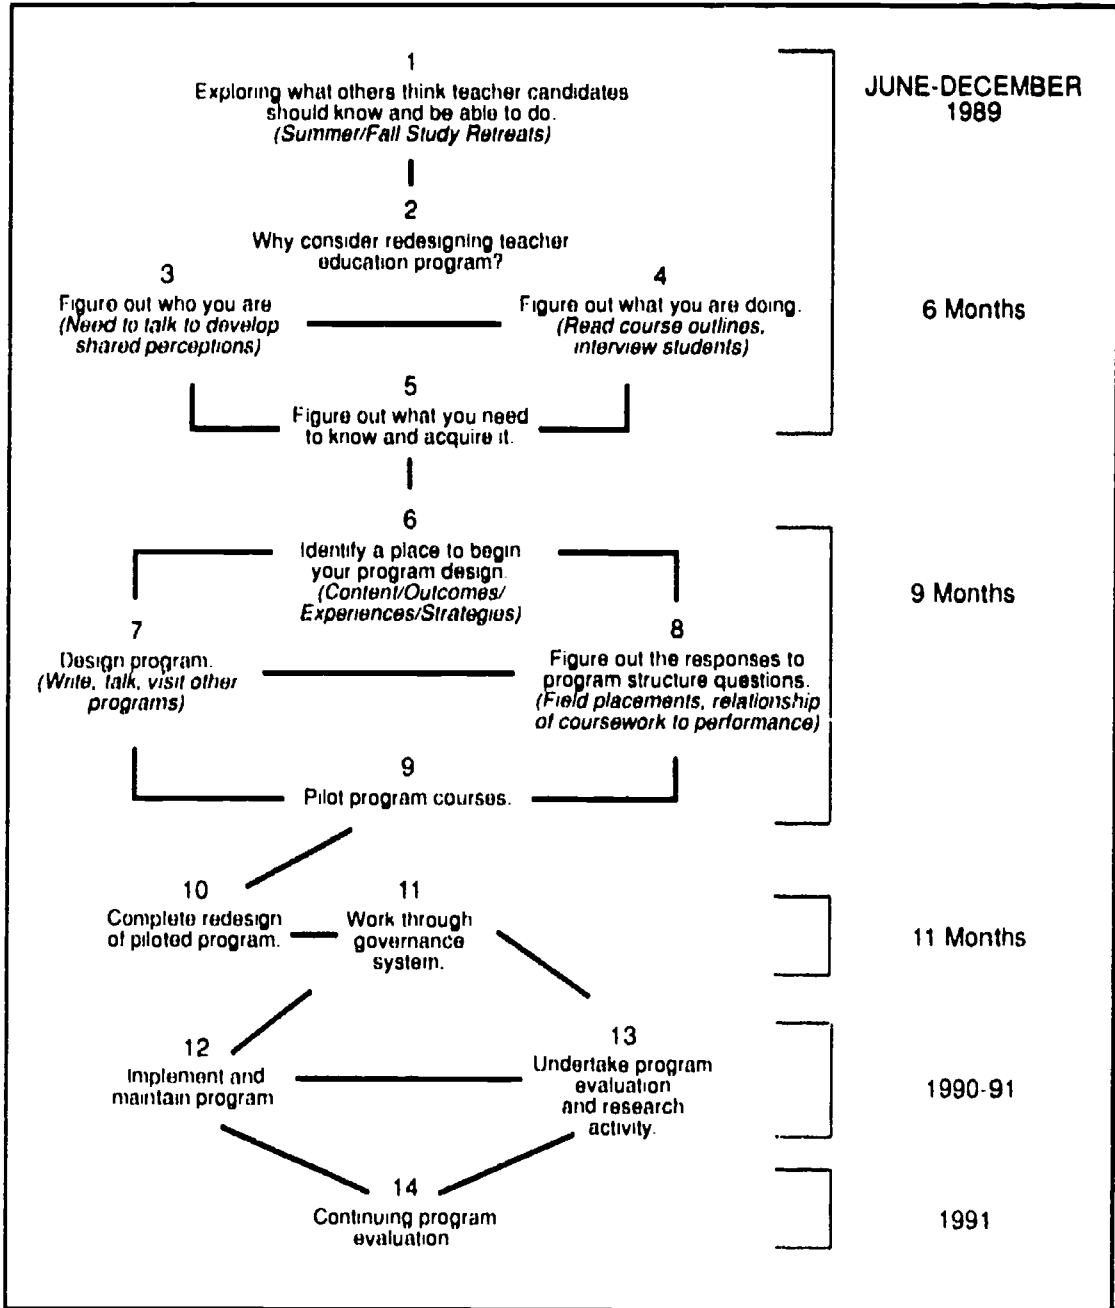 1
Exploring what others think teacher candidates
should know and be able to do.
(Summer/Fall Study Retreats)
JUNE-DECEMBER
1989
2
Why consider redesigning teacher
education program?
3
Figure out who you are
(Need to talk to develop
shared perceptions)
4
Figure out what you are doing.
(Read course outlines,
interview students)
6 Months
5
Figure out what you need
to know and acquire it.
6
Identify a place to begin
your program design.
(Content/Outcomes/
Experiences/Strategies)
9 Months
7
Design program.
(Write, talk, visit other
programs)
8
Figure out the responses to
program structure questions.
(Field placements, relationship
of coursework to performance)
9
Pilot program courses.
10
Complete redesign
of piloted program.
11
Work through
governance
system.
11 Months
12
Implement and
maintain program
13
Undertake program
evaluation
and research
activity.
1990-91
14
Continuing program
evaluation
1991